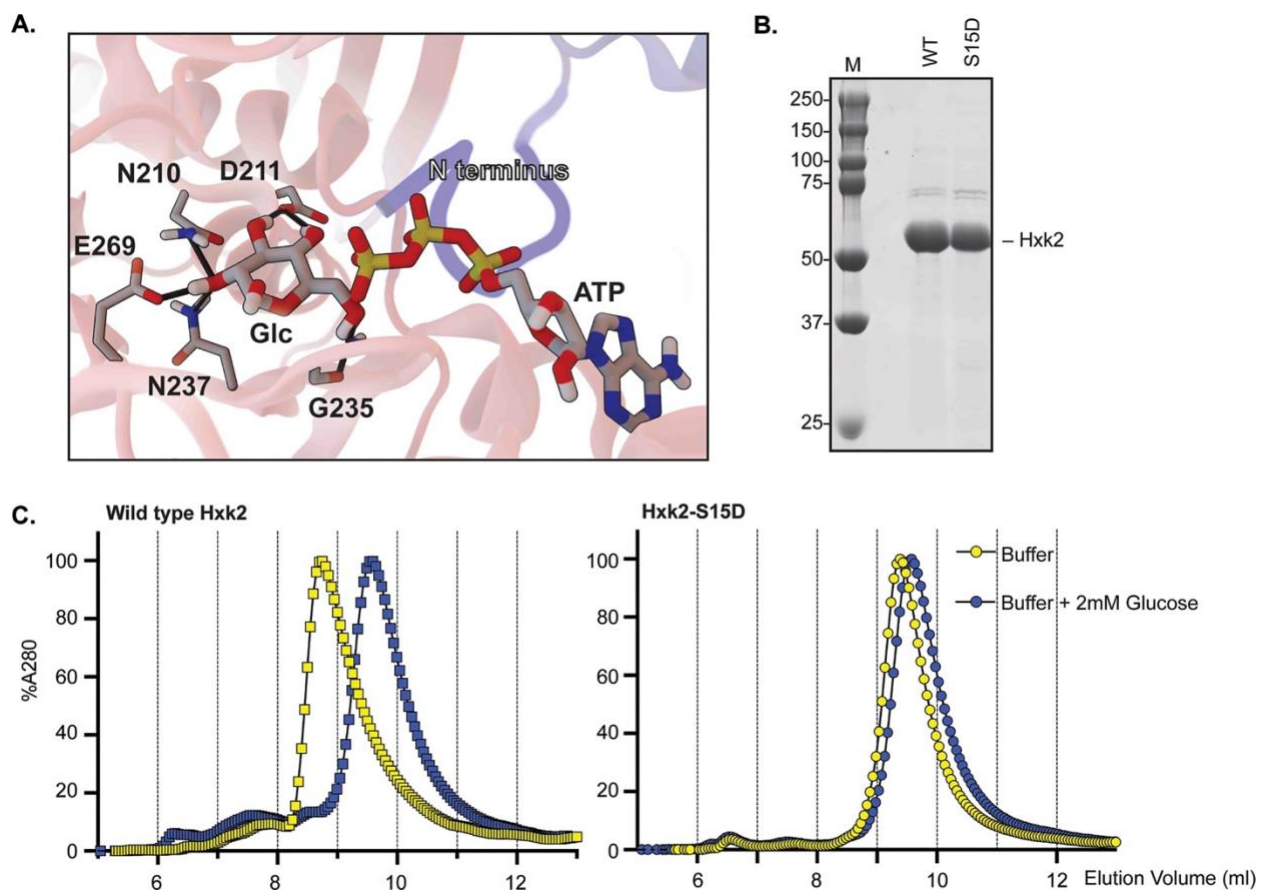 A.
N210
D211
N terminus
E269
Glc
ATP
N237
G235
B.
M
WT
S15D
250
150
100
75
50
37
25
– Hxk2
C.
Wild type Hxk2
%A280
100
80
60
40
20
0
6
8
10
12
Hxk2-S15D
100
80
60
40
20
0
6
8
10
12
Buffer
Buffer + 2mM Glucose
Elution Volume (ml)